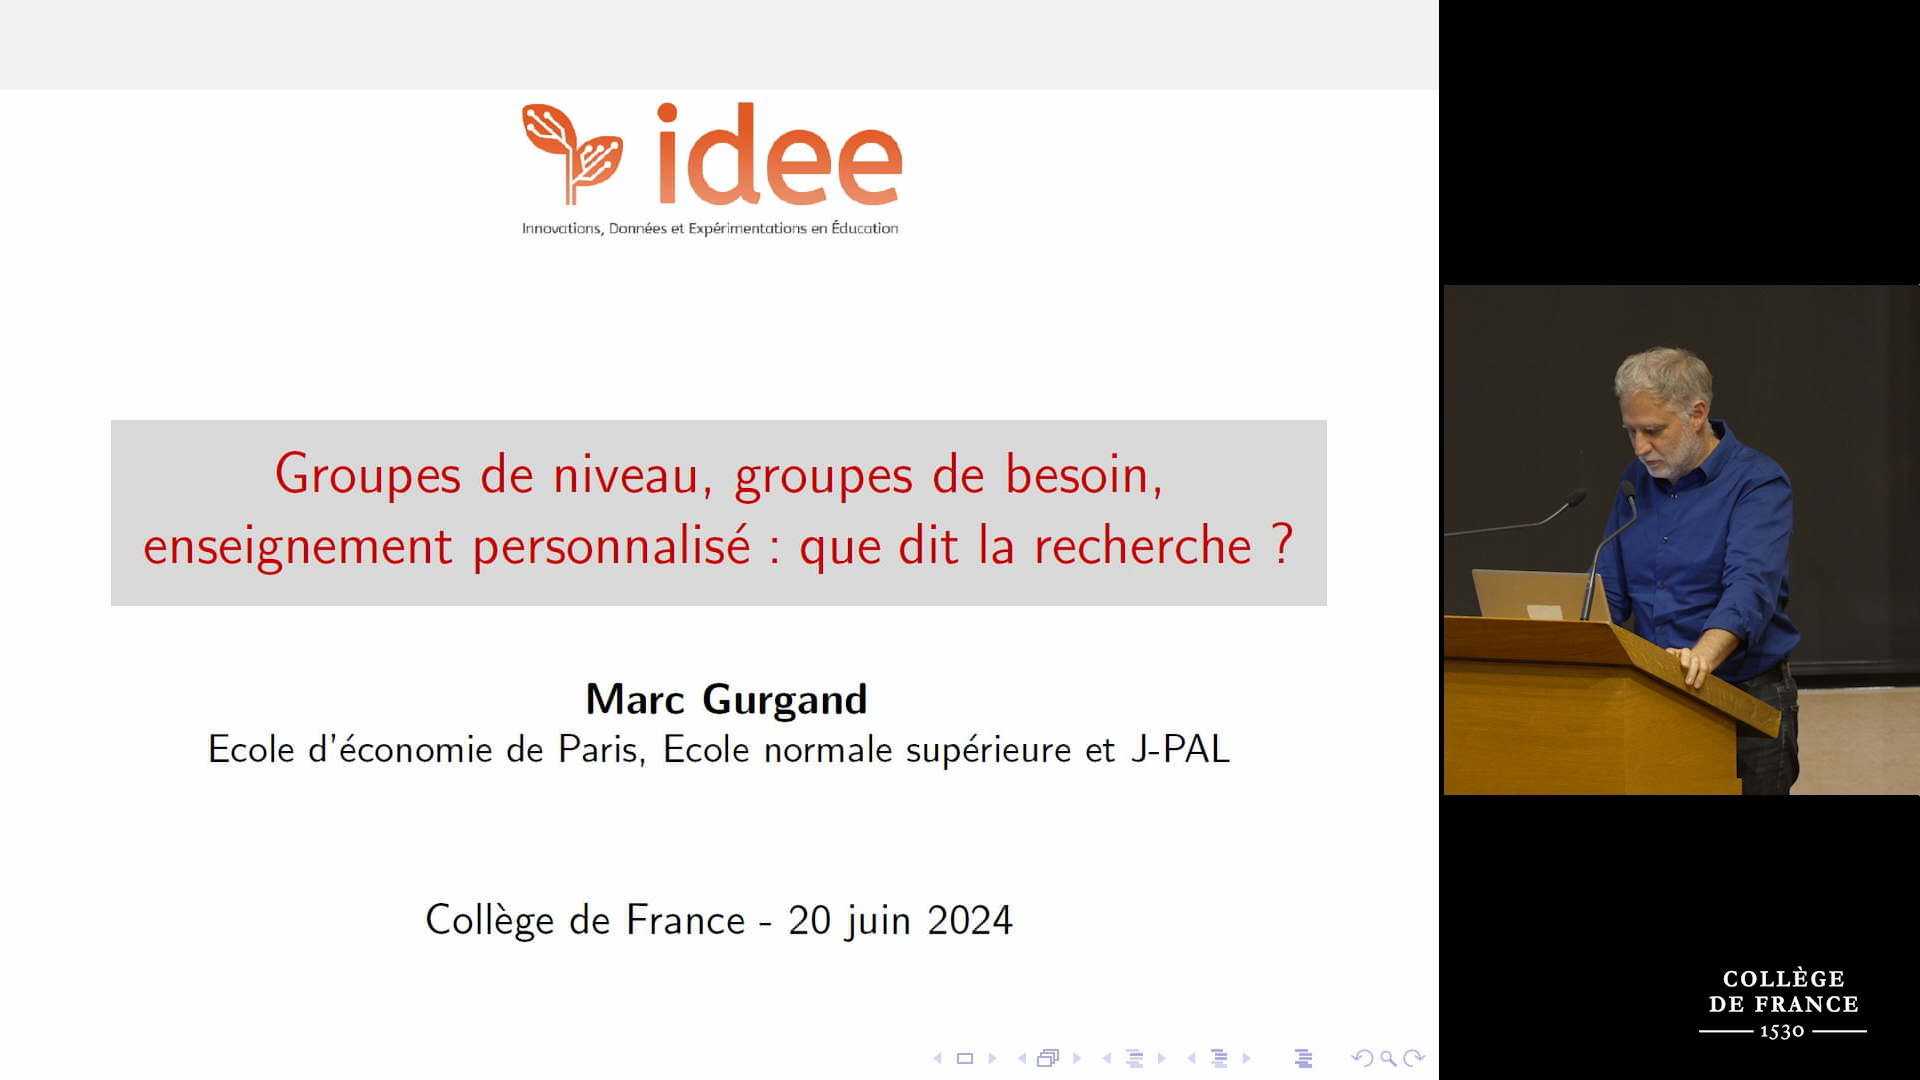 idee
Innovations, Données et Expérimentations en Éducation
Groupes de niveau, groupes de besoin,
enseignement personnalisé : que dit la recherche ?
Marc Gurgand
Ecole d'économie de Paris, Ecole normale supérieure et J-PAL
Collège de France - 20 juin 2024
COLLÈGE
DE FRANCE
1530